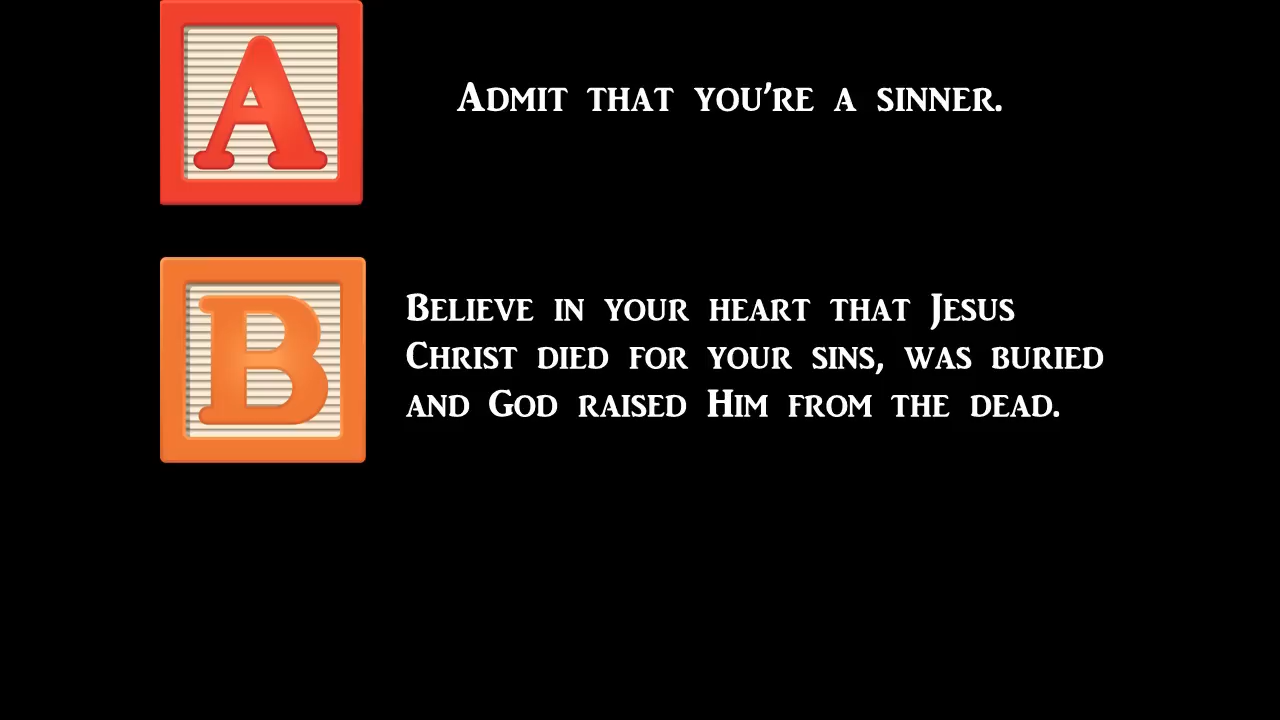 A
Admit that you're a sinner.
B
Believe in your heart that Jesus
Christ died for your sins, was buried
and God raised Him from the dead.